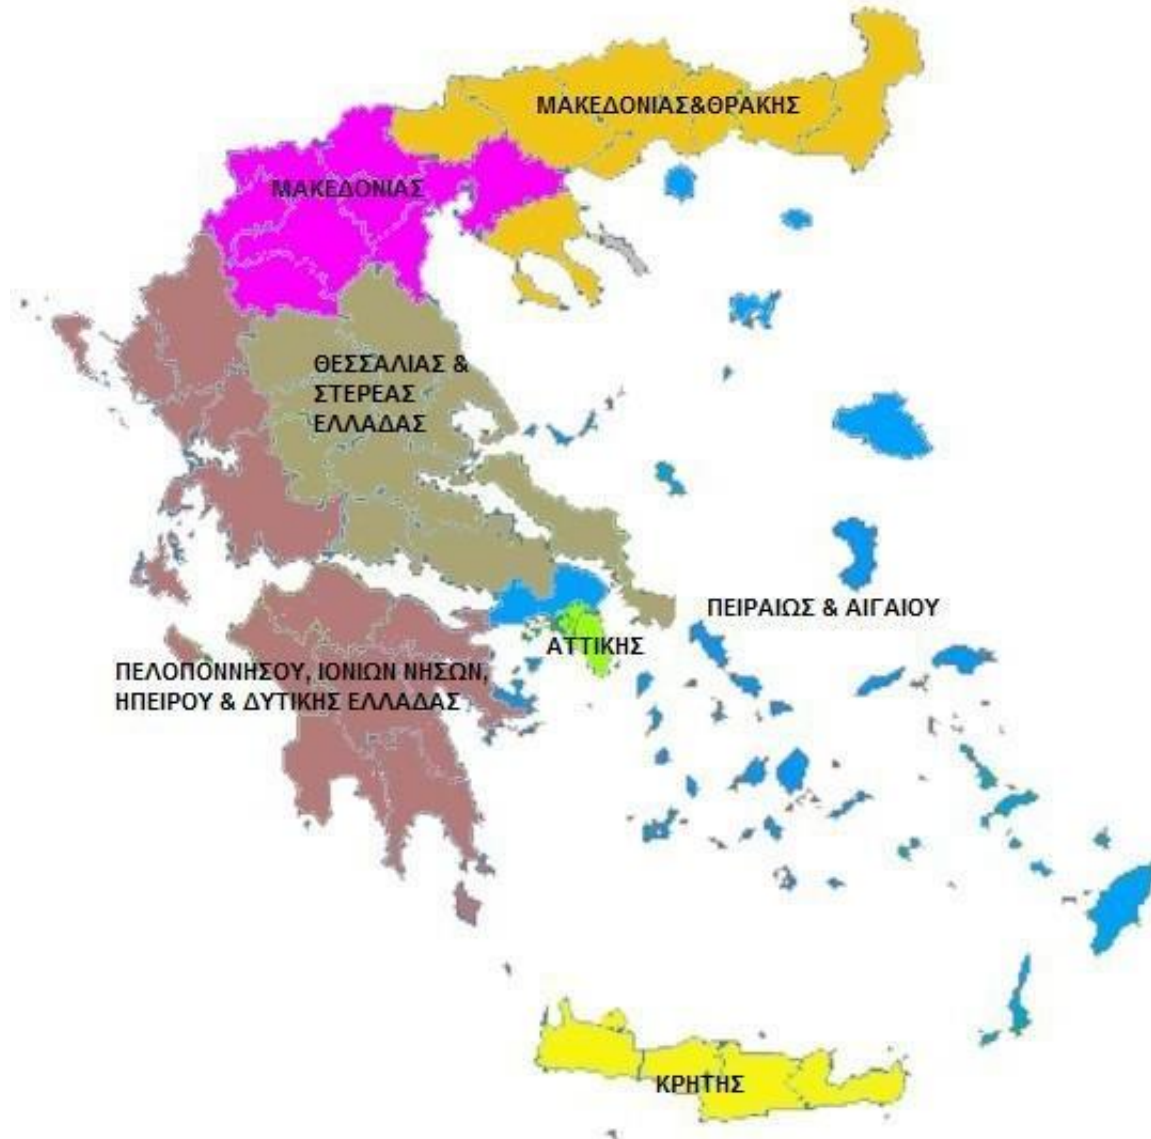 ΜΑΚΕΔΟΝΙΑΣ&ΘΡΑΚΗΣ
ΜΑΚΕΔΟΝΙΑΣ
ΘΕΣΣΑΛΙΑΣ &
ΣΤΕΡΕΑΣ
ΕΛΛΑΔΑΣ
ΠΕΙΡΑΙΩΣ & ΑΙΓΑΙΟΥ
ΑΤΤΙΚΗΣ
ΠΕΛΟΠΟΝΝΗΣΟΥ, ΙΟΝΙΩΝ ΝΗΣΩΝ,
ΗΠΕΙΡΟΥ & ΔΥΤΙΚΗΣ ΕΛΛΑΔΑΣ
ΚΡΗΤΗΣ